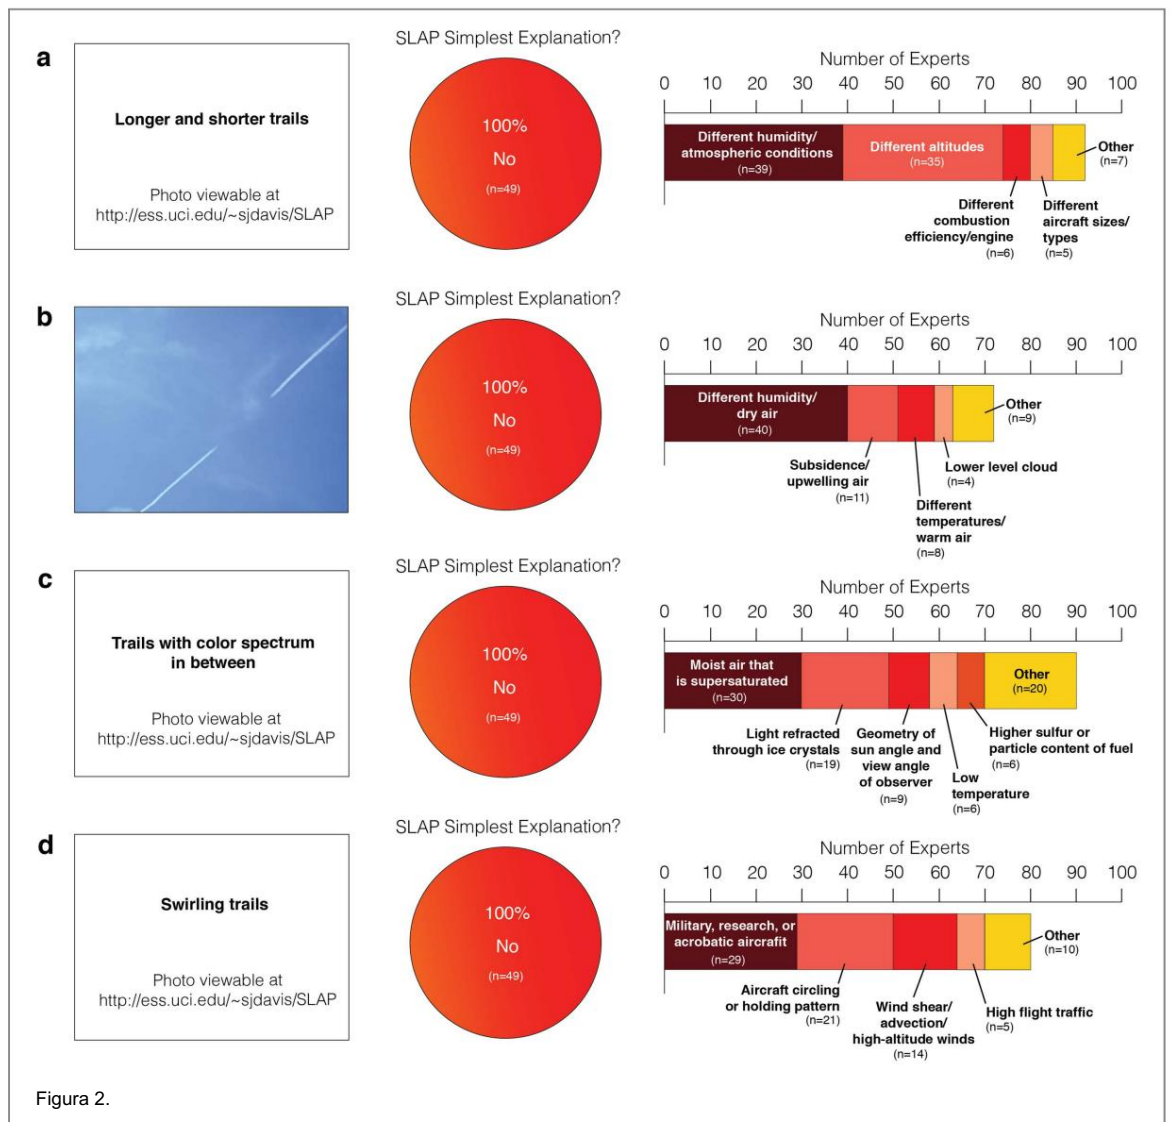 a
Longer and shorter trails
Photo viewable at
http://ess.uci.edu/~sjdavis/SLAP
SLAP Simplest Explanation?
100%
No
(n=49)
Number of Experts
0 10 20 30 40 50 60 70 80 90 100
Different humidity/
atmospheric conditions
(n=39)
Different altitudes
(n=35)
Different
combustion
efficiency/engine
(n=6)
Different
aircraft sizes/
types
(n=5)
Other
(n=7)
b
SLAP Simplest Explanation?
100%
No
(n=49)
Number of Experts
0 10 20 30 40 50 60 70 80 90 100
Different humidity/
dry air
(n=40)
Subsidence/
upwelling air
(n=11)
Different
temperatures/
warm air
(n=8)
Lower level cloud
(n=4)
Other
(n=9)
c
Trails with color spectrum
in between
Photo viewable at
http://ess.uci.edu/~sjdavis/SLAP
SLAP Simplest Explanation?
100%
No
(n=49)
Number of Experts
0 10 20 30 40 50 60 70 80 90 100
Moist air that
is supersaturated
(n=30)
Light refracted
through ice crystals
(n=19)
Geometry of
sun angle and
view angle
of observer
(n=9)
Low
temperature
(n=6)
Higher sulfur or
particle content of fuel
(n=6)
Other
(n=20)
d
Swirling trails
Photo viewable at
http://ess.uci.edu/~sjdavis/SLAP
SLAP Simplest Explanation?
100%
No
(n=49)
Number of Experts
0 10 20 30 40 50 60 70 80 90 100
Military, research, or
acrobatic aircrafit
(n=29)
Aircraft circling
or holding pattern
(n=21)
Wind shear/
advection/
high-altitude winds
(n=14)
High flight traffic
(n=5)
Other
(n=10)
Figura 2.